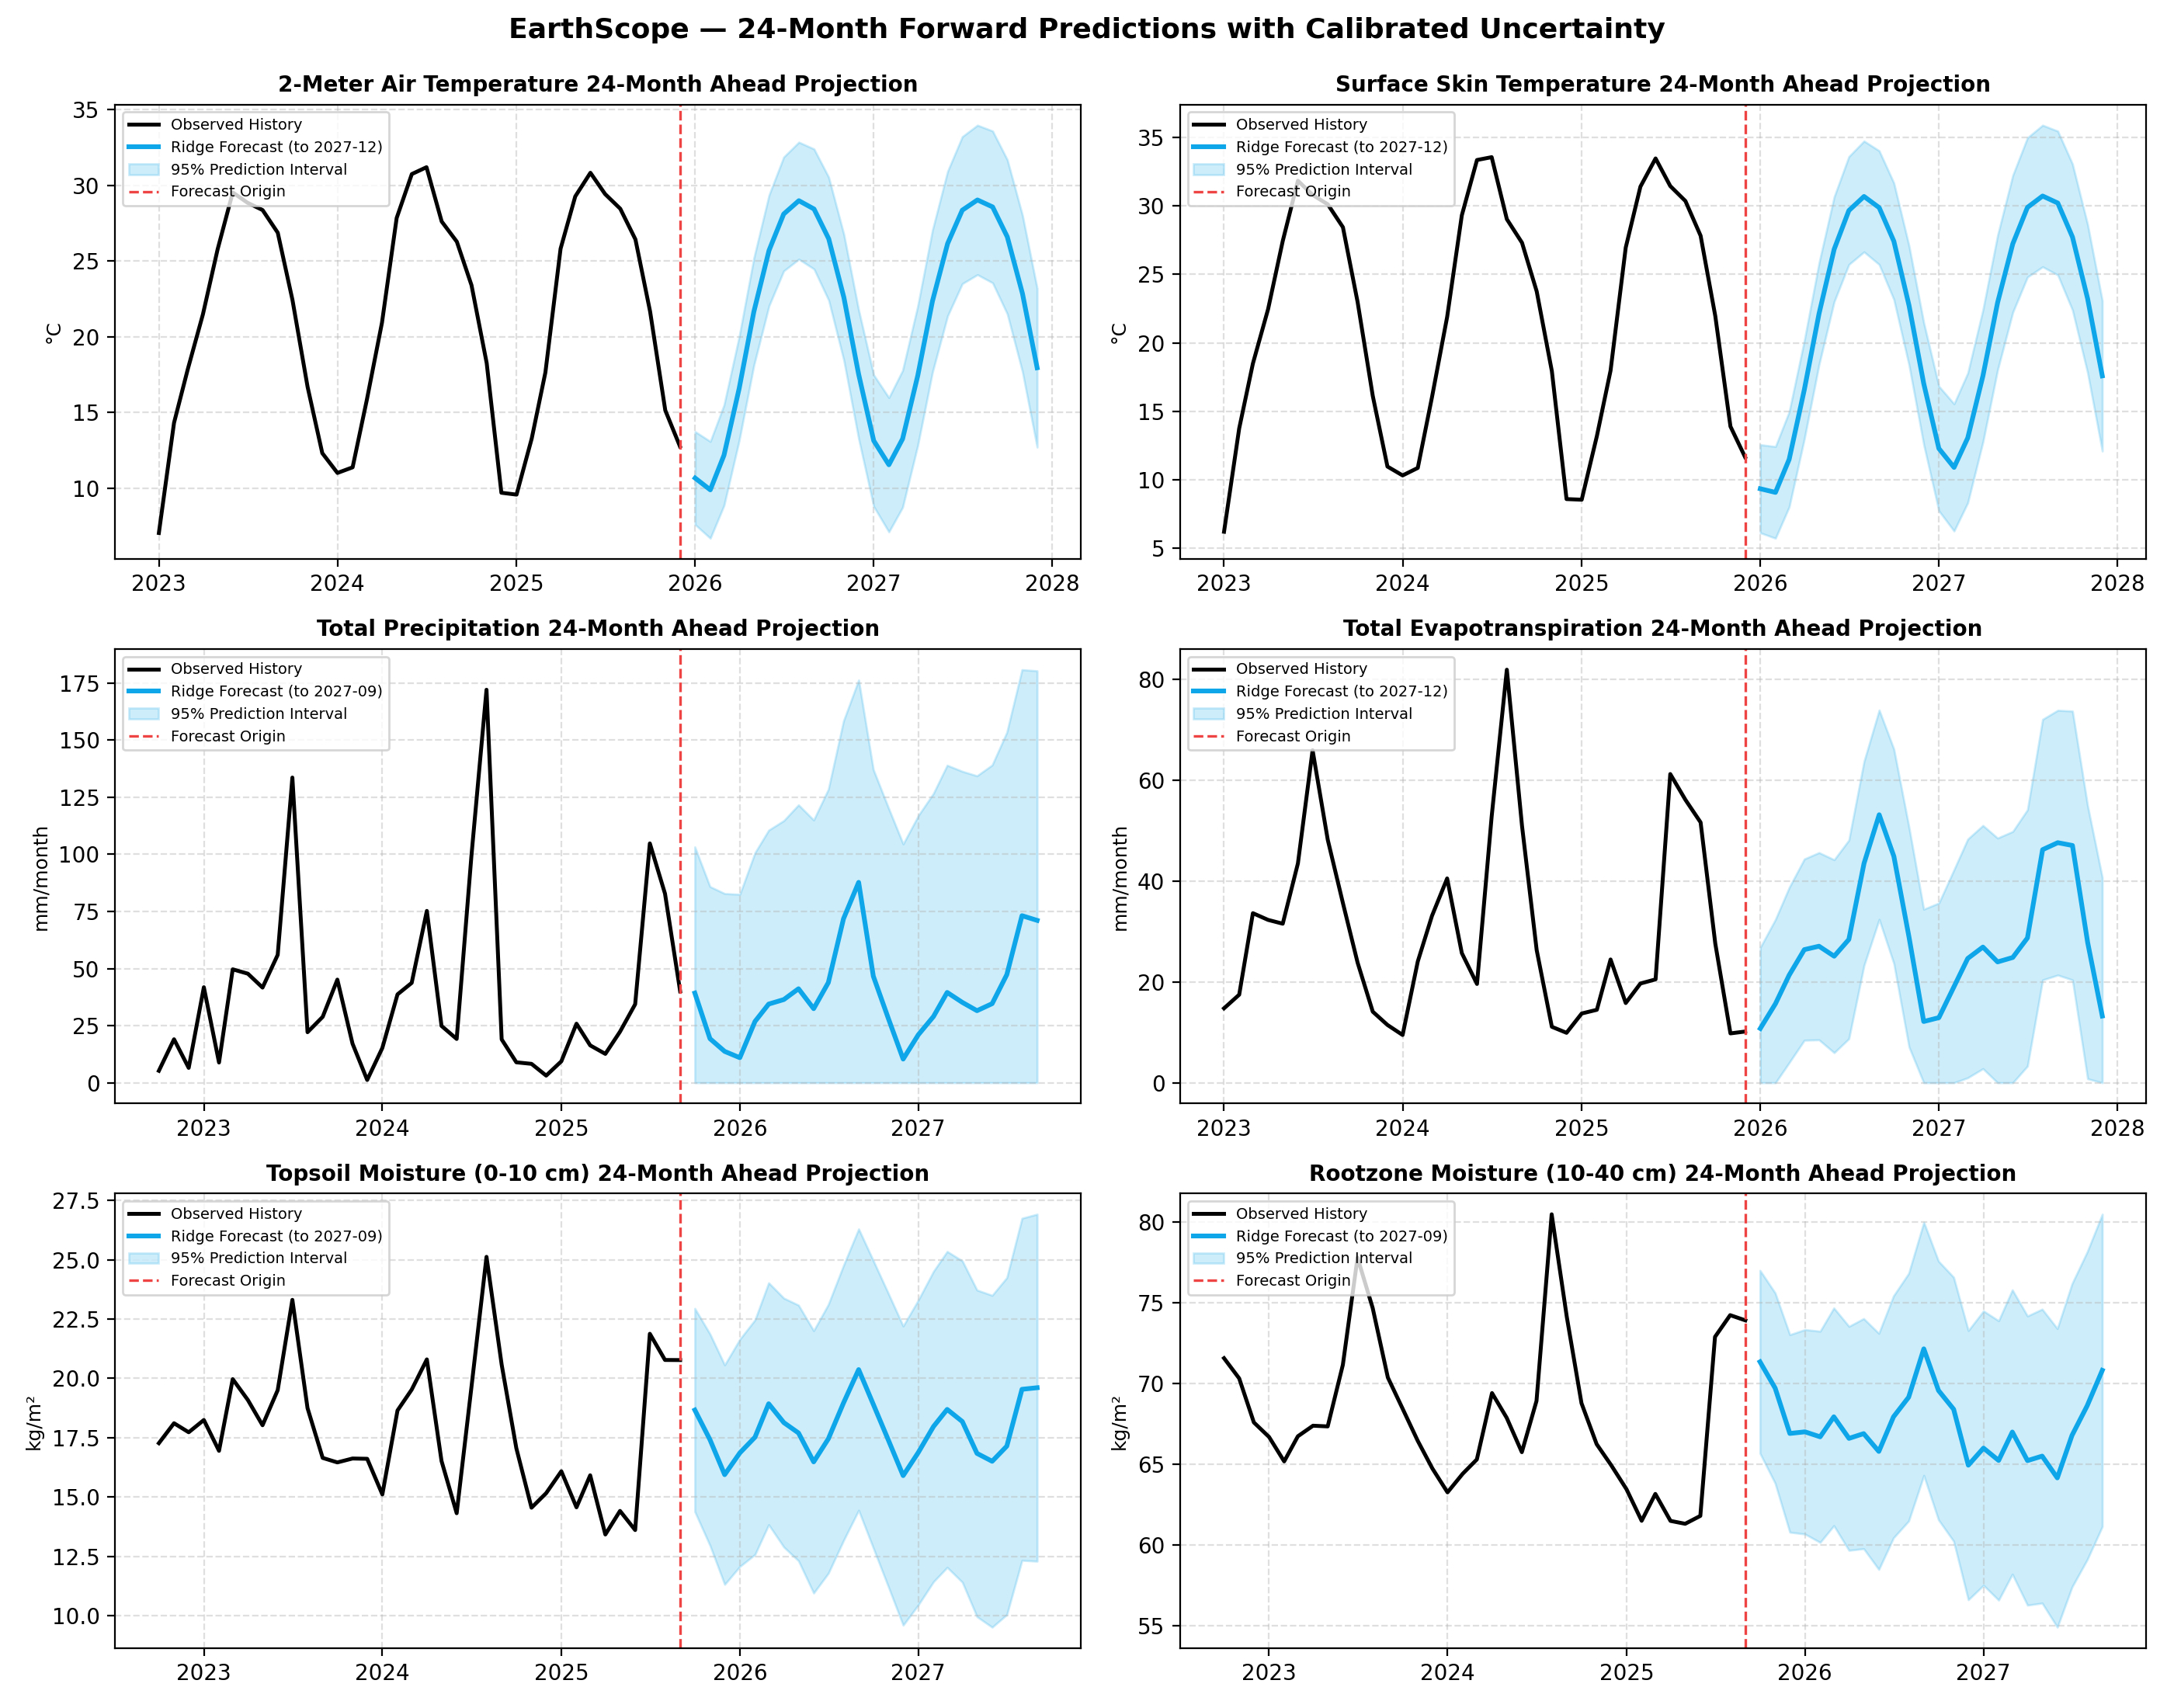 EarthScope — 24-Month Forward Predictions with Calibrated Uncertainty
2-Meter Air Temperature 24-Month Ahead Projection
35
30
25
20
15
10
°C
Observed History
Ridge Forecast (to 2027-12)
95% Prediction Interval
Forecast Origin
2023 2024 2025 2026 2027 2028
Surface Skin Temperature 24-Month Ahead Projection
35
30
25
20
15
10
5
°C
Observed History
Ridge Forecast (to 2027-12)
95% Prediction Interval
Forecast Origin
2023 2024 2025 2026 2027 2028
Total Precipitation 24-Month Ahead Projection
175
150
125
100
75
50
25
0
mm/month
Observed History
Ridge Forecast (to 2027-09)
95% Prediction Interval
Forecast Origin
2023 2024 2025 2026 2027
Total Evapotranspiration 24-Month Ahead Projection
80
60
40
20
0
mm/month
Observed History
Ridge Forecast (to 2027-12)
95% Prediction Interval
Forecast Origin
2023 2024 2025 2026 2027 2028
Topsoil Moisture (0-10 cm) 24-Month Ahead Projection
27.5
25.0
22.5
20.0
17.5
15.0
12.5
10.0
kg/m²
Observed History
Ridge Forecast (to 2027-09)
95% Prediction Interval
Forecast Origin
2023 2024 2025 2026 2027
Rootzone Moisture (10-40 cm) 24-Month Ahead Projection
80
75
70
65
60
55
kg/m²
Observed History
Ridge Forecast (to 2027-09)
95% Prediction Interval
Forecast Origin
2023 2024 2025 2026 2027